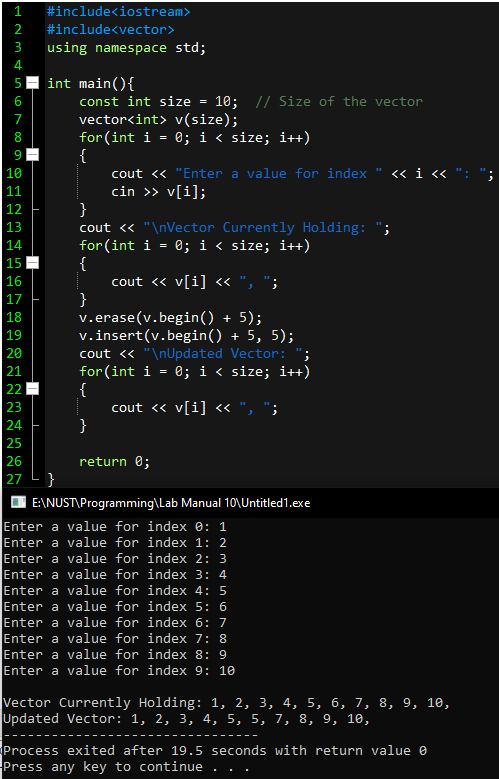 1 #include<iostream>
2 #include<vector>
3 using namespace std;
4
5 int main(){
6 const int size = 10;  // Size of the vector
7 vector<int> v(size);
8 for(int i = 0; i < size; i++)
9 {
10 cout << "Enter a value for index " << i << ": ";
11 cin >> v[i];
12 }
13 cout << "\nVector Currently Holding: ";
14 for(int i = 0; i < size; i++)
15 {
16 cout << v[i] << ", ";
17 }
18 v.erase(v.begin() + 5);
19 v.insert(v.begin() + 5, 5);
20 cout << "\nUpdated Vector: ";
21 for(int i = 0; i < size; i++)
22 {
23 cout << v[i] << ", ";
24 }
25
26 return 0;
27 }
E:\NUST\Programming\Lab Manual 10\Untitled1.exe
Enter a value for index 0: 1
Enter a value for index 1: 2
Enter a value for index 2: 3
Enter a value for index 3: 4
Enter a value for index 4: 5
Enter a value for index 5: 6
Enter a value for index 6: 7
Enter a value for index 7: 8
Enter a value for index 8: 9
Enter a value for index 9: 10
Vector Currently Holding: 1, 2, 3, 4, 5, 6, 7, 8, 9, 10,
Updated Vector: 1, 2, 3, 4, 5, 5, 7, 8, 9, 10,
--------------------------------
Process exited after 19.5 seconds with return value 0
Press any key to continue . . .